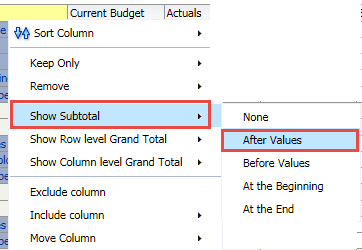 Current Budget Actuals
Sort Column
Keep Only
Remove
Show Subtotal
Show Row level Grand Total
Show Column level Grand Total
Exclude column
Include column
Move Column
None
After Values
Before Values
At the Beginning
At the End